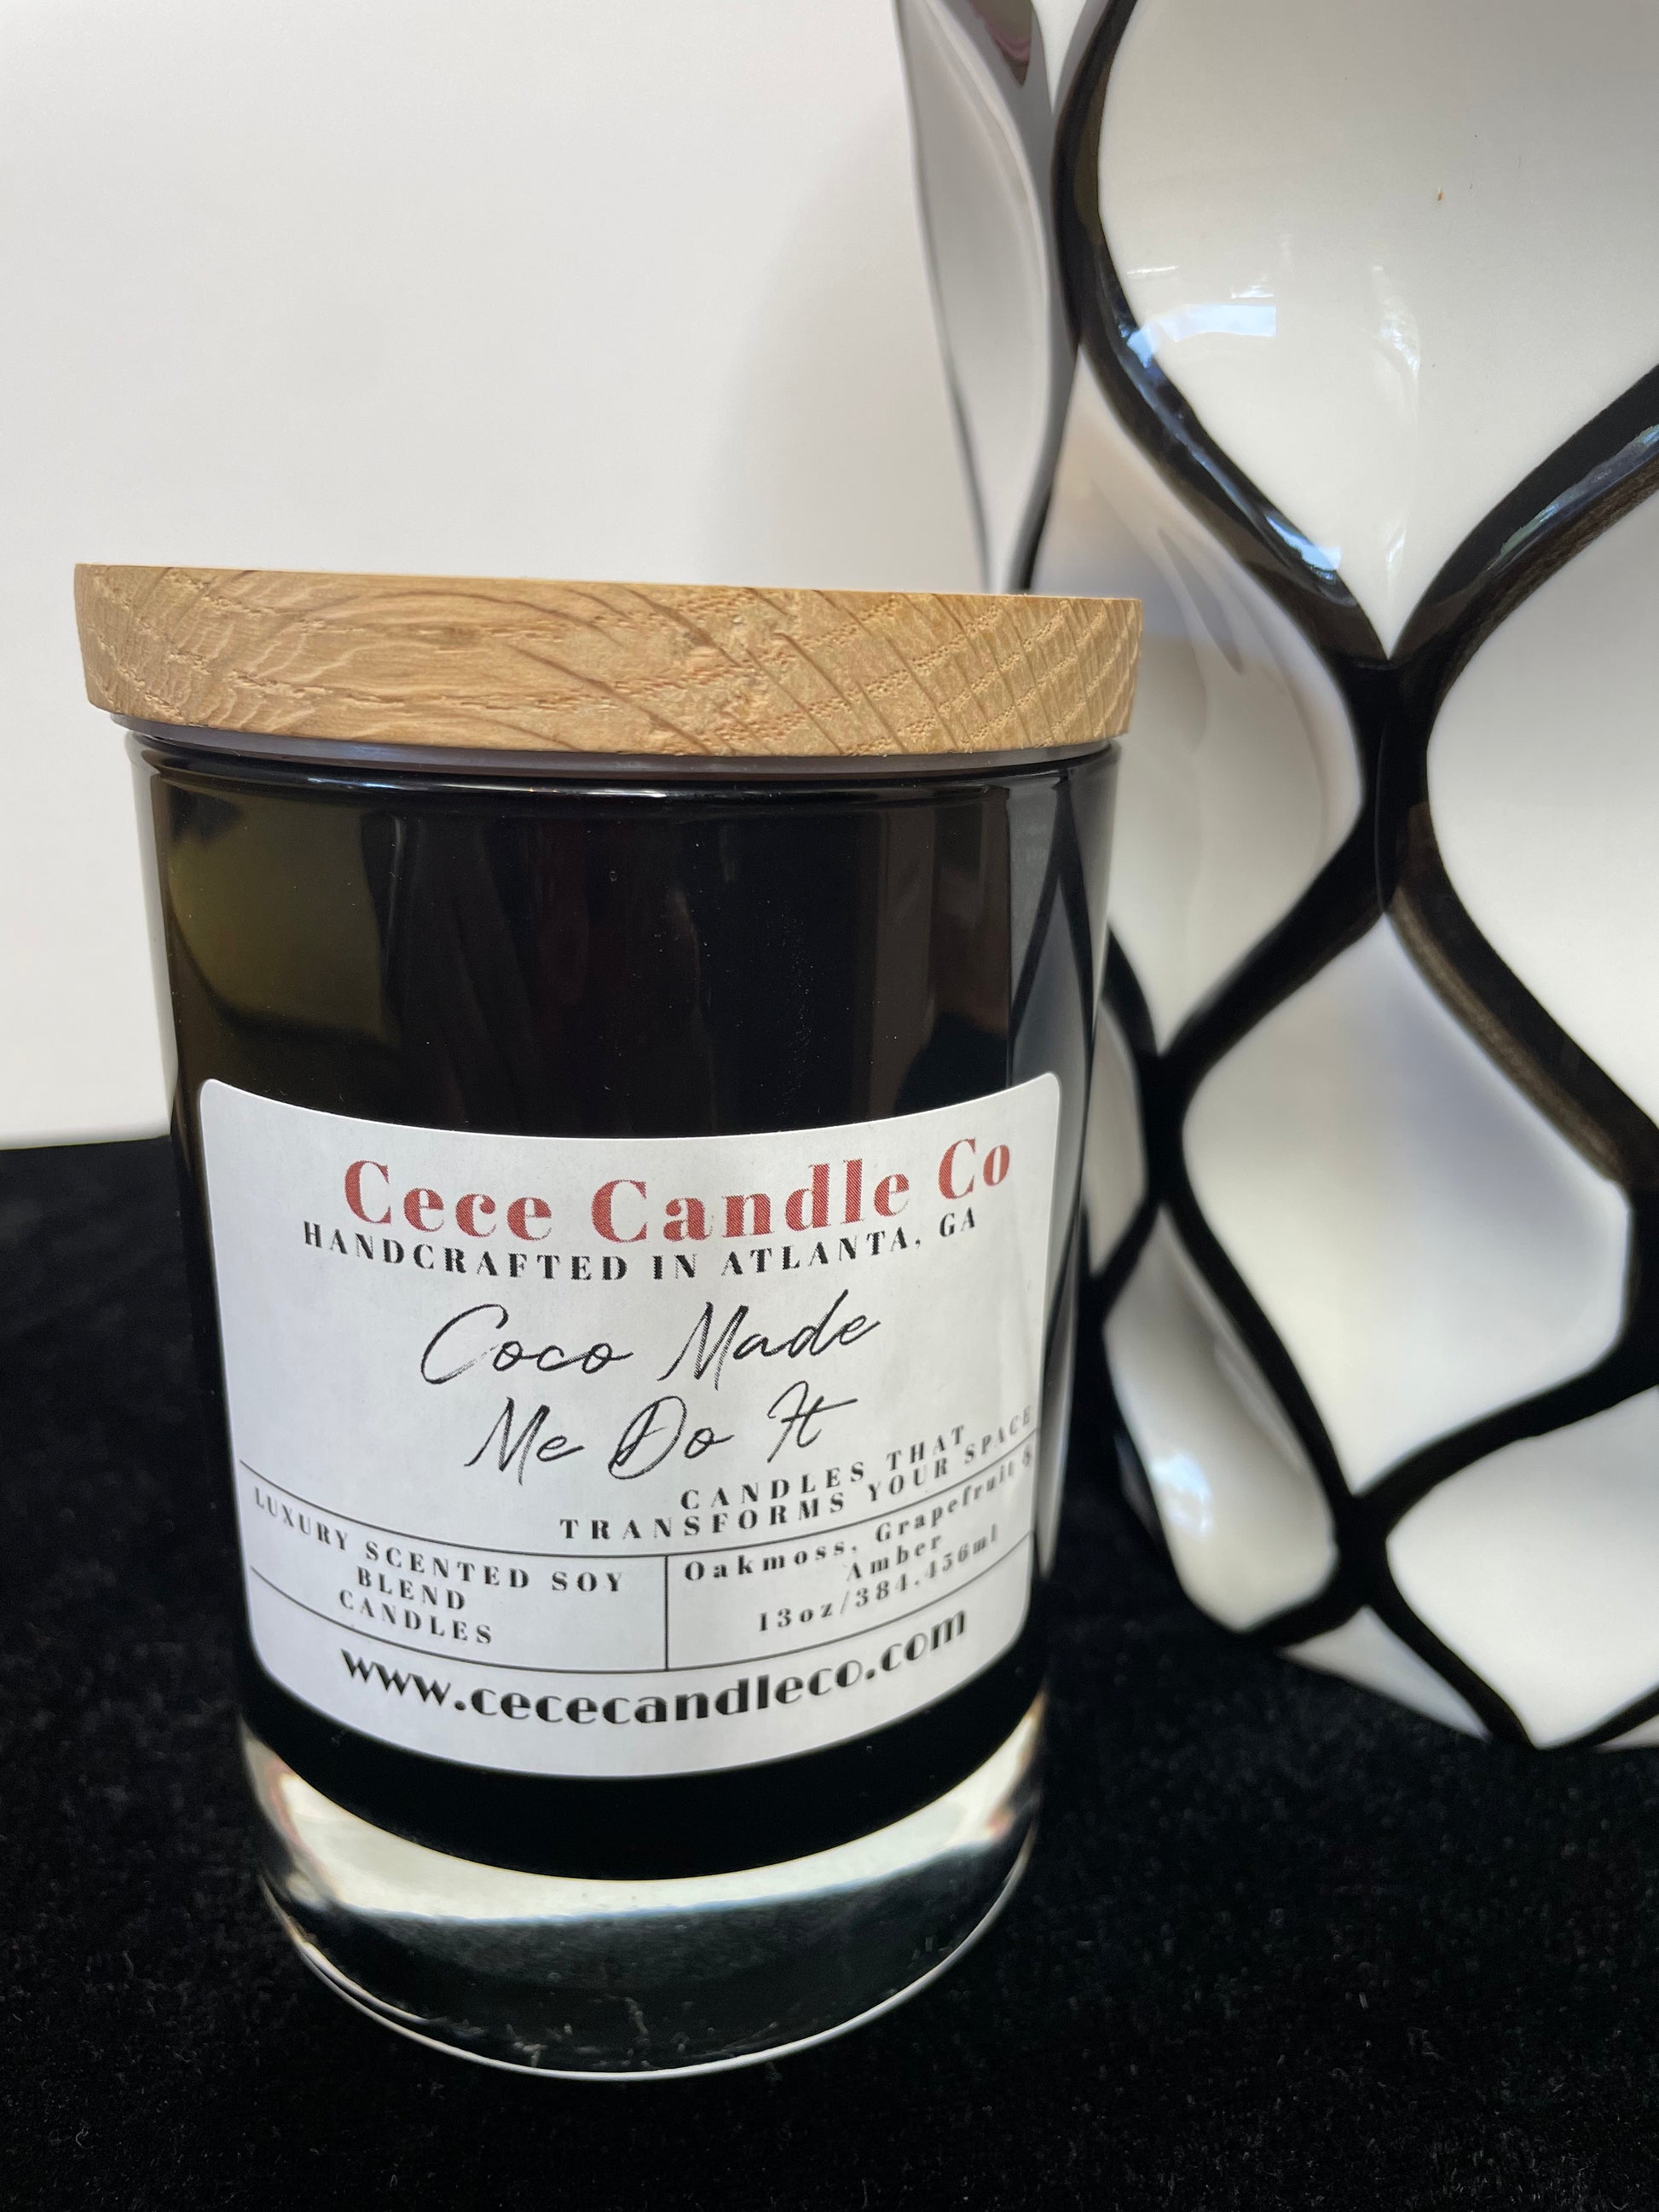 Cece Candle Co
HANDCRAFTED IN ATLANTA, GA
Coco Made
Me Do It
CANDLES THAT
TRANSFORMS YOUR SPACE
LUXURY SCENTED SOY
BLEND
CANDLES
Oakmoss, Grapefruit &
Amber
13oz/384.456ml
www.cececandleco.com